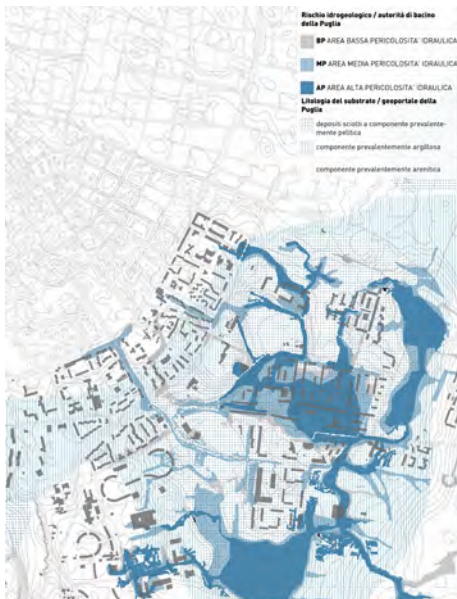 Rischio idrogeologico / autorità di bacino
della Puglia
BP AREA BASSA PERICOLOSITA' IDRAULICA
MP AREA MEDIA PERICOLOSITA' IDRAULICA
AP AREA ALTA PERICOLOSITA' IDRAULICA
Litologia del substrato / geoportale della
Puglia
depositi sciolti a componente prevalente-
mente pelitica
componente prevalentemente argillosa
componente prevalentemente arenitica